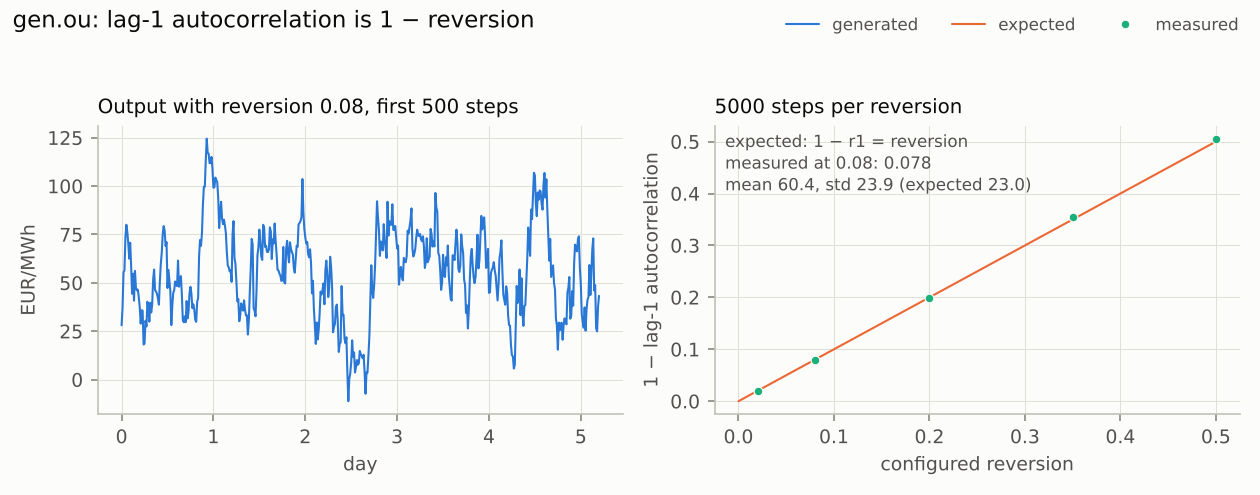 gen.ou: lag-1 autocorrelation is 1 − reversion
generated
expected
measured
Output with reversion 0.08, first 500 steps
EUR/MWh
125
100
75
50
25
0
0 1 2 3 4 5
day
5000 steps per reversion
expected: 1 − r1 = reversion
measured at 0.08: 0.078
mean 60.4, std 23.9 (expected 23.0)
1 − lag-1 autocorrelation
0.5
0.4
0.3
0.2
0.1
0.0
0.0 0.1 0.2 0.3 0.4 0.5
configured reversion